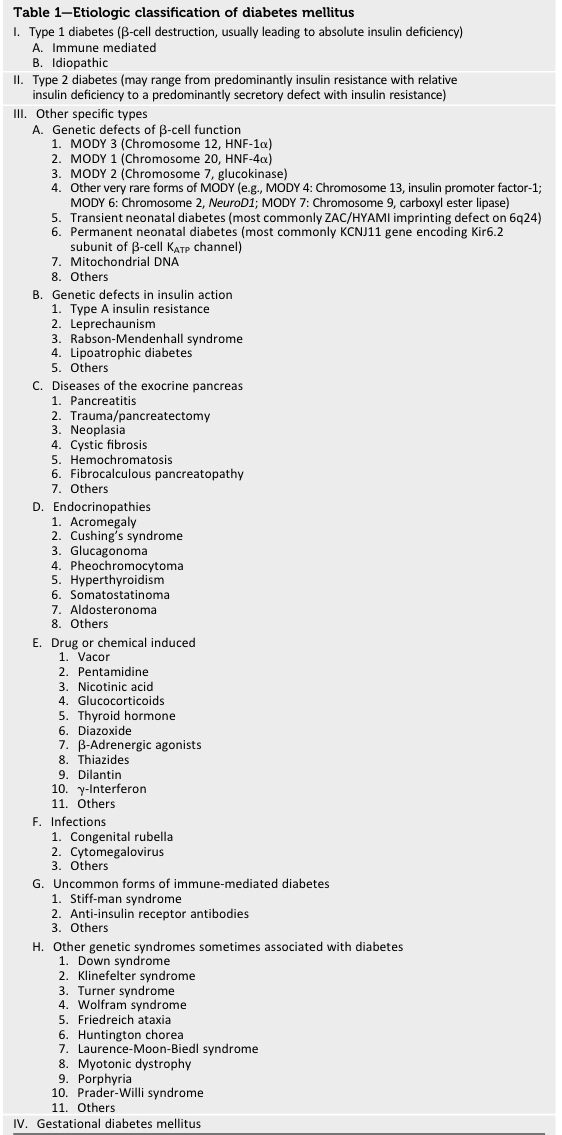 Table 1—Etiologic classification of diabetes mellitus
I. Type 1 diabetes (β-cell destruction, usually leading to absolute insulin deficiency)
A. Immune mediated
B. Idiopathic
II. Type 2 diabetes (may range from predominantly insulin resistance with relative
insulin deficiency to a predominantly secretory defect with insulin resistance)
III. Other specific types
A. Genetic defects of β-cell function
1. MODY 3 (Chromosome 12, HNF-1α)
2. MODY 1 (Chromosome 20, HNF-4α)
3. MODY 2 (Chromosome 7, glucokinase)
4. Other very rare forms of MODY (e.g., MODY 4: Chromosome 13, insulin promoter factor-1;
MODY 6: Chromosome 2, NeuroD1; MODY 7: Chromosome 9, carboxyl ester lipase)
5. Transient neonatal diabetes (most commonly ZAC/HYAMI imprinting defect on 6q24)
6. Permanent neonatal diabetes (most commonly KCNJ11 gene encoding Kir6.2
subunit of β-cell KATP channel)
7. Mitochondrial DNA
8. Others
B. Genetic defects in insulin action
1. Type A insulin resistance
2. Leprechaunism
3. Rabson-Mendenhall syndrome
4. Lipoatrophic diabetes
5. Others
C. Diseases of the exocrine pancreas
1. Pancreatitis
2. Trauma/pancreatectomy
3. Neoplasia
4. Cystic fibrosis
5. Hemochromatosis
6. Fibrocalculous pancreatopathy
7. Others
D. Endocrinopathies
1. Acromegaly
2. Cushing's syndrome
3. Glucagonoma
4. Pheochromocytoma
5. Hyperthyroidism
6. Somatostatinoma
7. Aldosteronoma
8. Others
E. Drug or chemical induced
1. Vacor
2. Pentamidine
3. Nicotinic acid
4. Glucocorticoids
5. Thyroid hormone
6. Diazoxide
7. β-Adrenergic agonists
8. Thiazides
9. Dilantin
10. γ-Interferon
11. Others
F. Infections
1. Congenital rubella
2. Cytomegalovirus
3. Others
G. Uncommon forms of immune-mediated diabetes
1. Stiff-man syndrome
2. Anti-insulin receptor antibodies
3. Others
H. Other genetic syndromes sometimes associated with diabetes
1. Down syndrome
2. Klinefelter syndrome
3. Turner syndrome
4. Wolfram syndrome
5. Friedreich ataxia
6. Huntington chorea
7. Laurence-Moon-Biedl syndrome
8. Myotonic dystrophy
9. Porphyria
10. Prader-Willi syndrome
11. Others
IV. Gestational diabetes mellitus